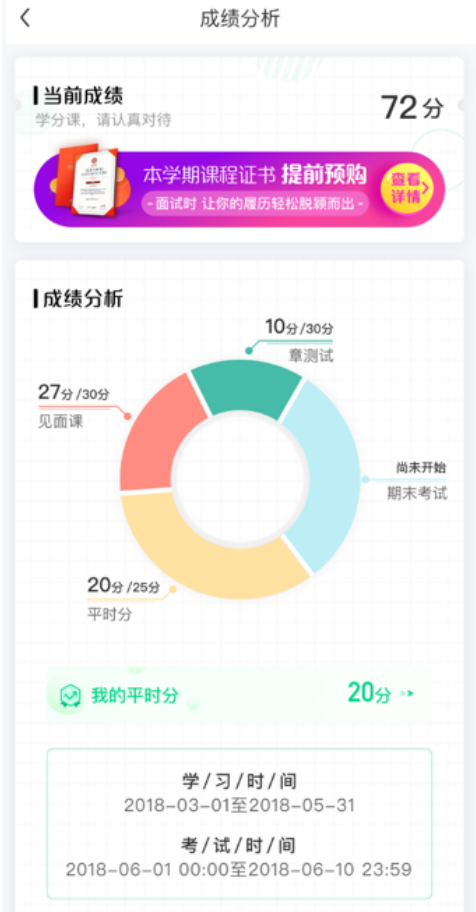 成绩分析
当前成绩
72分
学分课，请认真对待
本学期课程证书 提前预购
-面试时 让你的履历轻松脱颖而出-
查看
详情
成绩分析
10分/30分
章测试
27分/30分
见面课
尚未开始
期末考试
20分/25分
平时分
我的平时分
20分
学/习/时/间
2018-03-01至2018-05-31
考/试/时/间
2018-06-01 00:00至2018-06-10 23:59